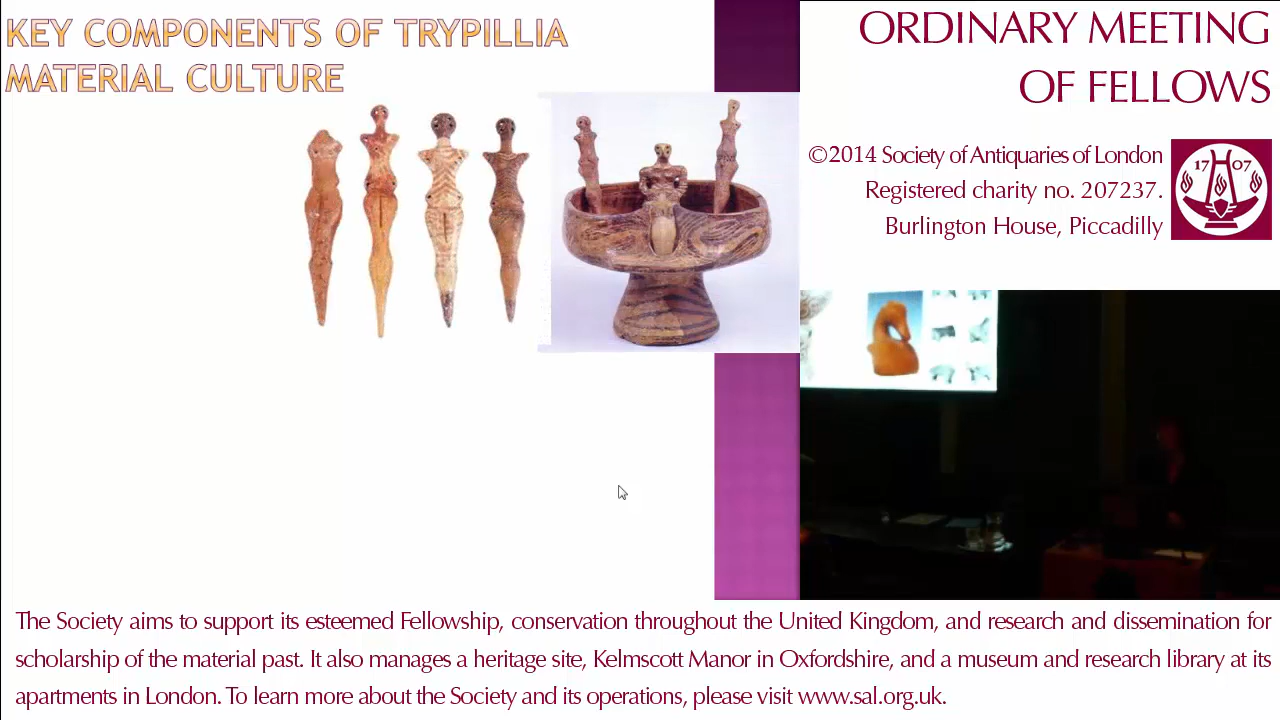 KEY COMPONENTS OF TRYPILLIA
MATERIAL CULTURE
ORDINARY MEETING
OF FELLOWS
©2014 Society of Antiquaries of London
Registered charity no. 207237.
Burlington House, Piccadilly
17 07
The Society aims to support its esteemed Fellowship, conservation throughout the United Kingdom, and research and dissemination for
scholarship of the material past. It also manages a heritage site, Kelmscott Manor in Oxfordshire, and a museum and research library at its
apartments in London. To learn more about the Society and its operations, please visit www.sal.org.uk.